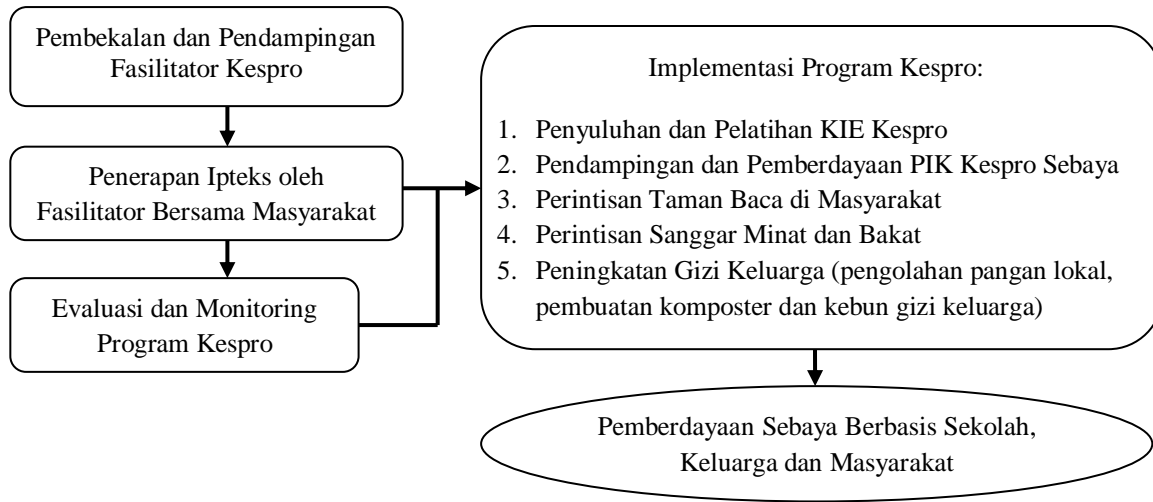 Pembekalan dan Pendampingan
Fasilitator Kespro
Penerapan Ipteks oleh
Fasilitator Bersama Masyarakat
Evaluasi dan Monitoring
Program Kespro
Implementasi Program Kespro:
1. Penyuluhan dan Pelatihan KIE Kespro
2. Pendampingan dan Pemberdayaan PIK Kespro Sebaya
3. Perintisan Taman Baca di Masyarakat
4. Perintisan Sanggar Minat dan Bakat
5. Peningkatan Gizi Keluarga (pengolahan pangan lokal,
pembuatan komposter dan kebun gizi keluarga)
Pemberdayaan Sebaya Berbasis Sekolah,
Keluarga dan Masyarakat